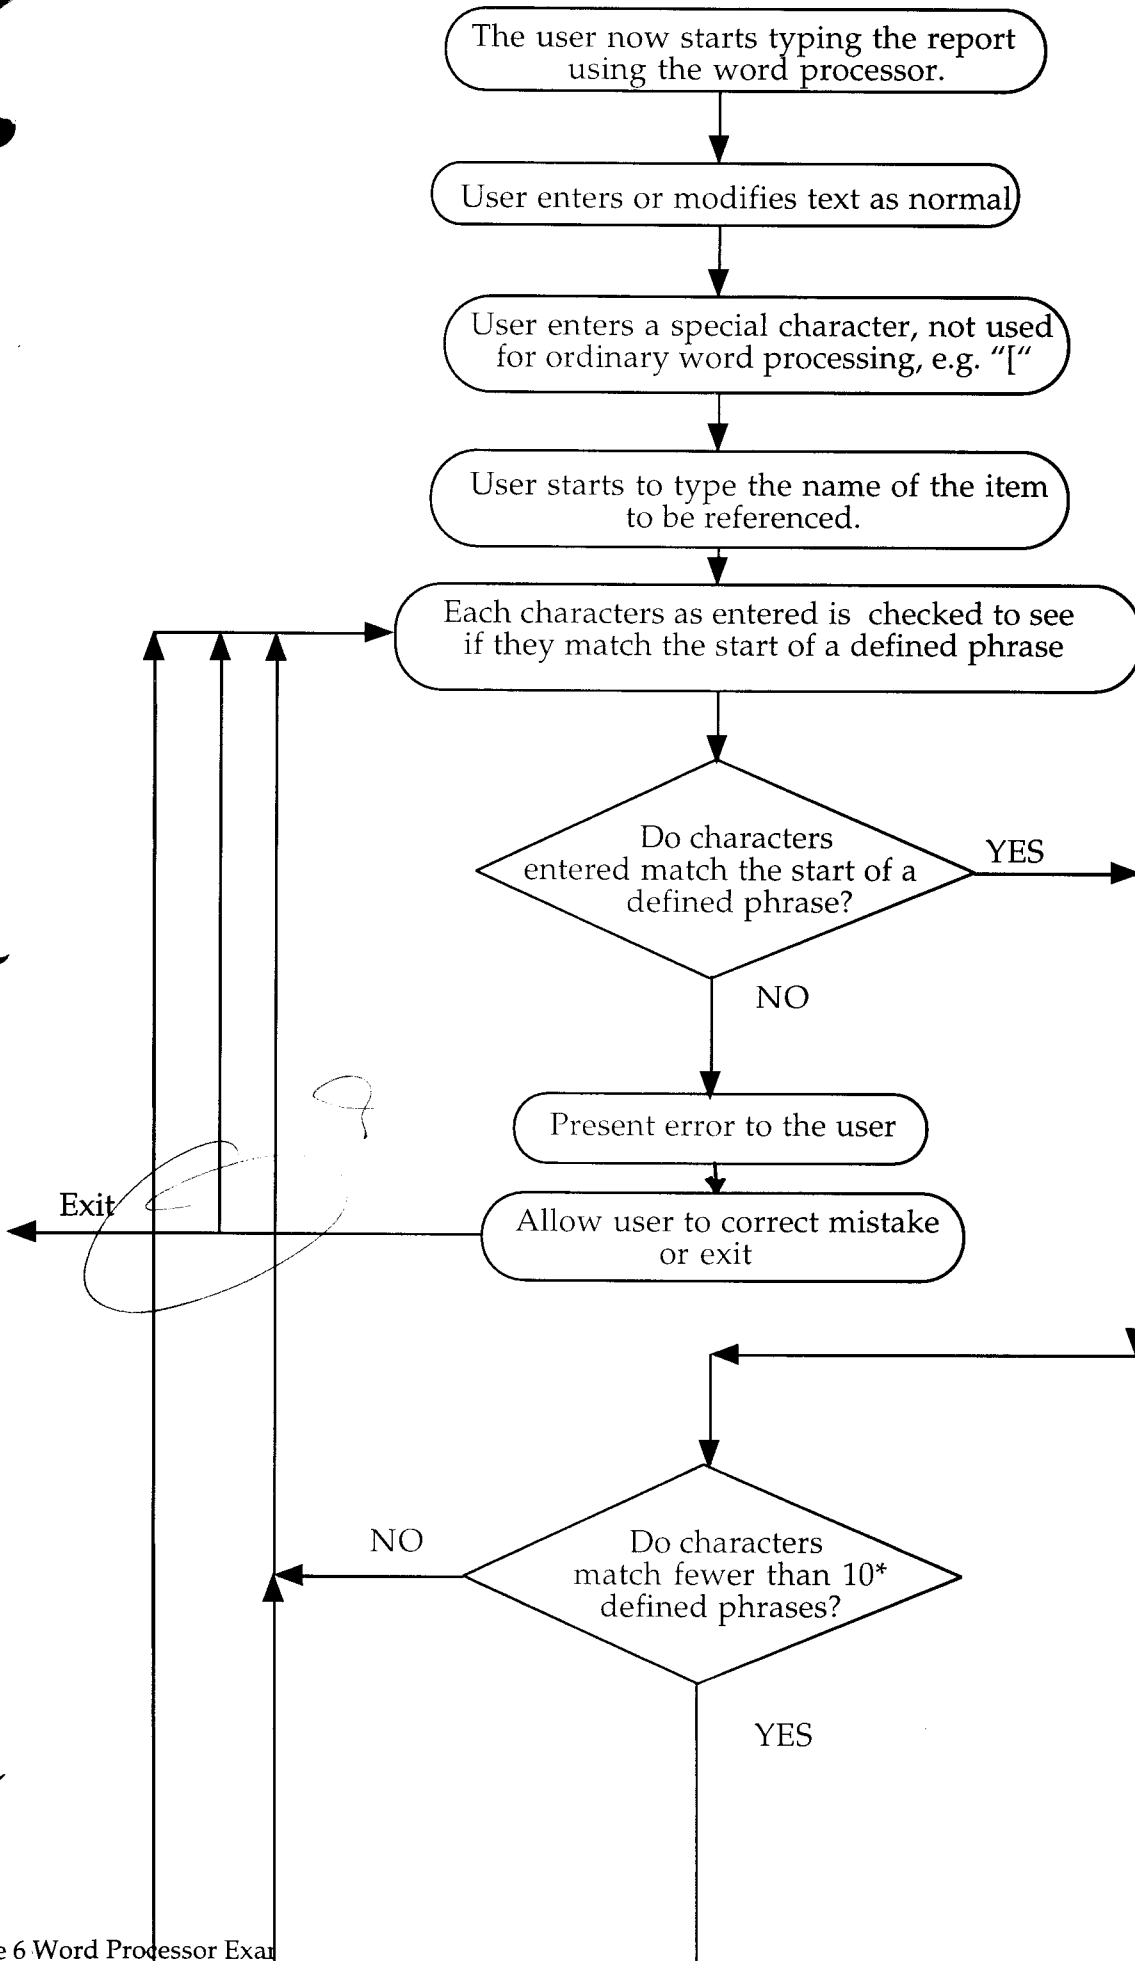 The user now starts typing the report
using the word processor.
User enters or modifies text as normal
User enters a special character, not used
for ordinary word processing, e.g. “[“
User starts to type the name of the item
to be referenced.
Each characters as entered is checked to see
if they match the start of a defined phrase
Do characters
entered match the start of a
defined phrase?
YES
NO
Present error to the user
Exit
Allow user to correct mistake
or exit
NO
Do characters
match fewer than 10*
defined phrases?
YES
e 6 Word Processor Exa